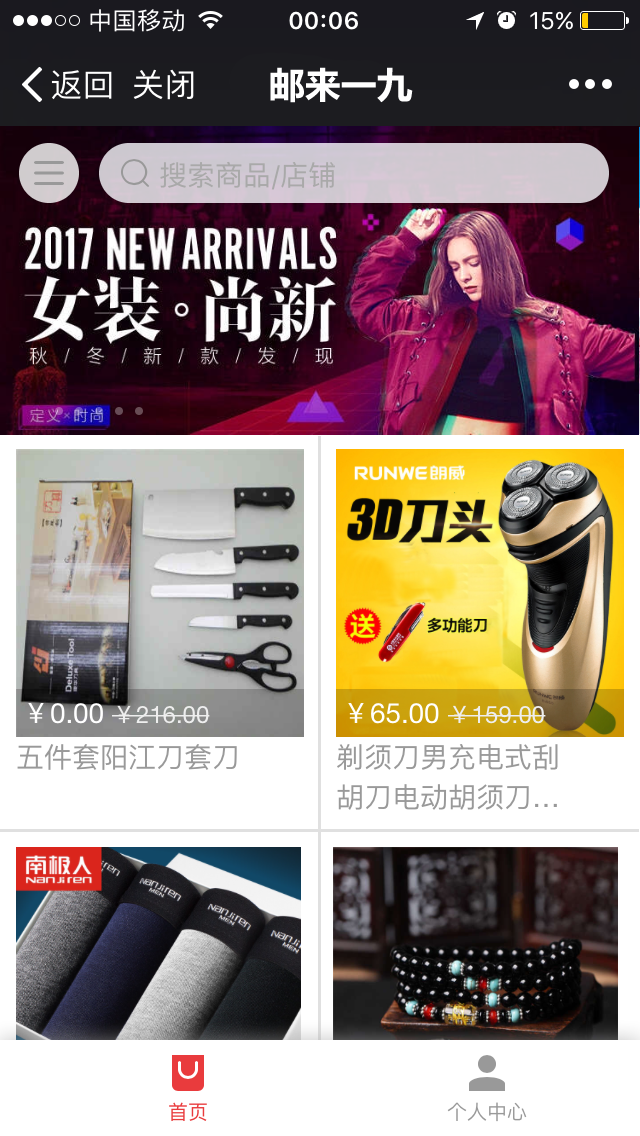 中国移动 00:06 15%
返回 关闭 邮来一九
搜索商品/店铺
2017 NEW ARRIVALS
女装。尚新
秋 / 冬 / 新 / 款 / 发 / 现
定义×时尚
Deluxe Tool
¥0.00 ¥216.00
五件套阳江刀套刀
RUNWE朗威
3D刀头
送 多功能刀
¥65.00 ¥159.00
剃须刀男充电式刮
胡刀电动胡须刀...
南极人
NanJiren
NanJiren
MEN
NanJiren
MEN
NanJiren
MEN
首页 个人中心